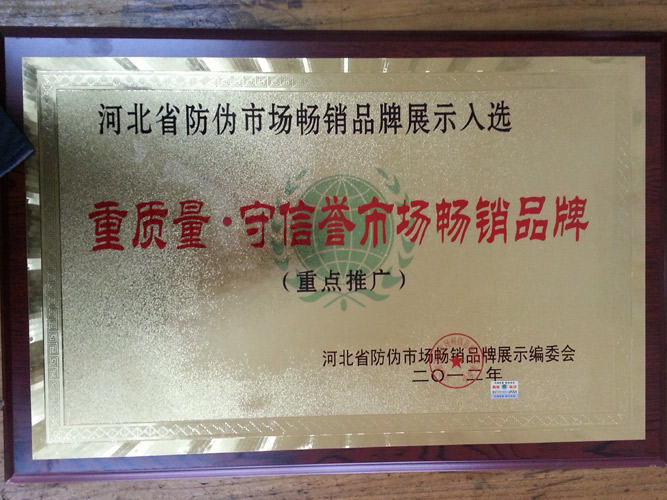 河北省防伪市场畅销品牌展示入选
重质量·守信誉市场畅销品牌
（重点推广）
河北省防伪市场畅销品牌展示编委会
二〇一二年